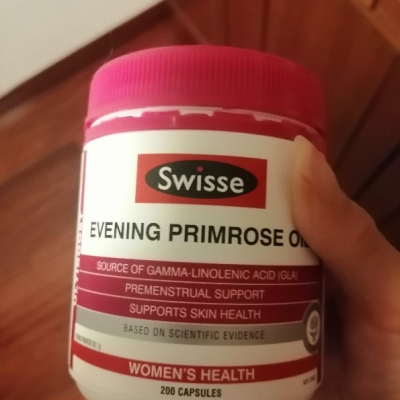 Swisse
EVENING PRIMROSE
SOURCE OF GAMMA-LINOLENIC ACID (GLA)
PREMENSTRUAL SUPPORT
SUPPORTS SKIN HEALTH
BASED ON SCIENTIFIC EVIDENCE
WOMEN'S HEALTH
200 CAPSULES